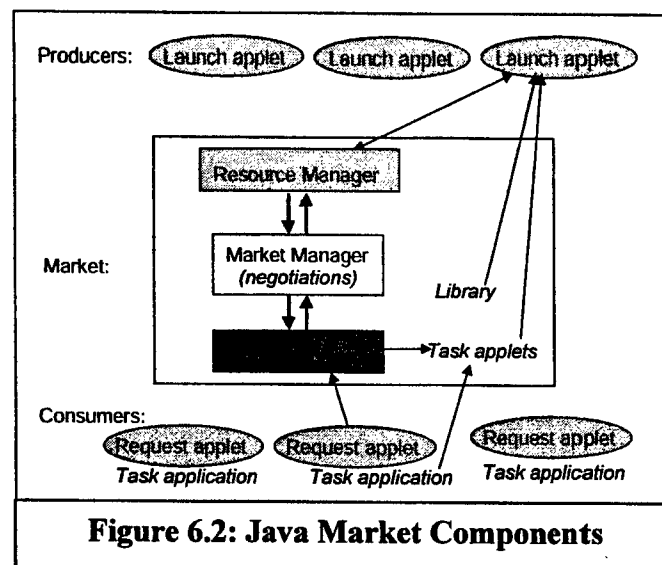 Producers: Launch applet Launch applet Launch applet
Resource Manager
Market Manager
(negotiations)
Market:
Library
Task applets
Consumers:
Request applet Request applet Request applet
Task application Task application Task application
Figure 6.2: Java Market Components